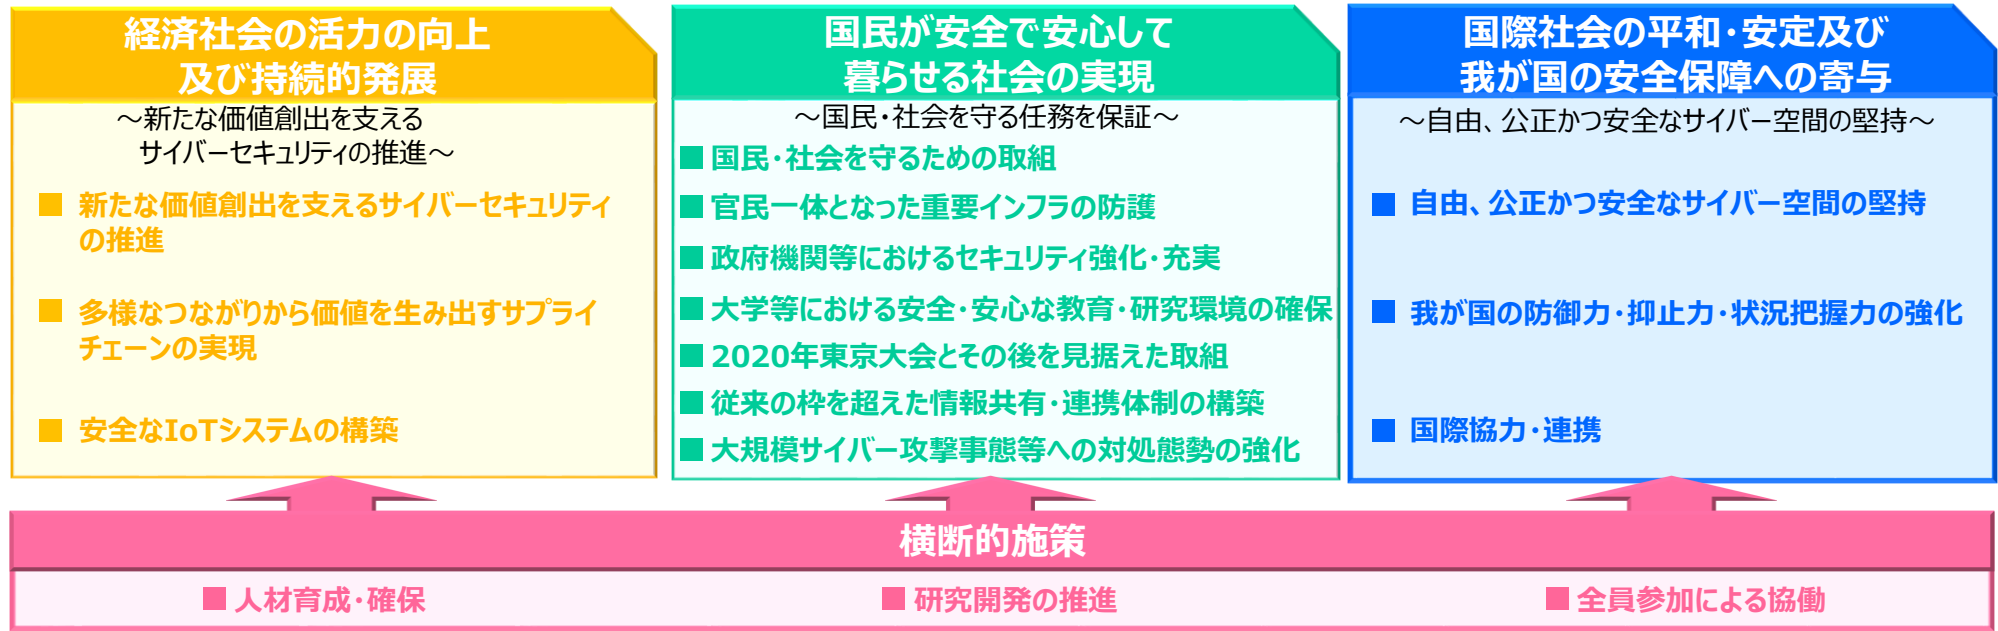 経済社会の活力の向上
及び持続的発展
～新たな価値創出を支える
サイバーセキュリティの推進～
■ 新たな価値創出を支えるサイバーセキュリティ
の推進
■ 多様なつながりから価値を生み出すサプライ
チェーンの実現
■ 安全なIoTシステムの構築
国民が安全で安心して
暮らせる社会の実現
～国民・社会を守る任務を保証～
■ 国民・社会を守るための取組
■ 官民一体となった重要インフラの防護
■ 政府機関等におけるセキュリティ強化・充実
■ 大学等における安全・安心な教育・研究環境の確保
■ 2020年東京大会とその後を見据えた取組
■ 従来の枠を超えた情報共有・連携体制の構築
■ 大規模サイバー攻撃事態等への対処態勢の強化
国際社会の平和・安定及び
我が国の安全保障への寄与
～自由、公正かつ安全なサイバー空間の堅持～
■ 自由、公正かつ安全なサイバー空間の堅持
■ 我が国の防御力・抑止力・状況把握力の強化
■ 国際協力・連携
横断的施策
■ 人材育成・確保
■ 研究開発の推進
■ 全員参加による協働